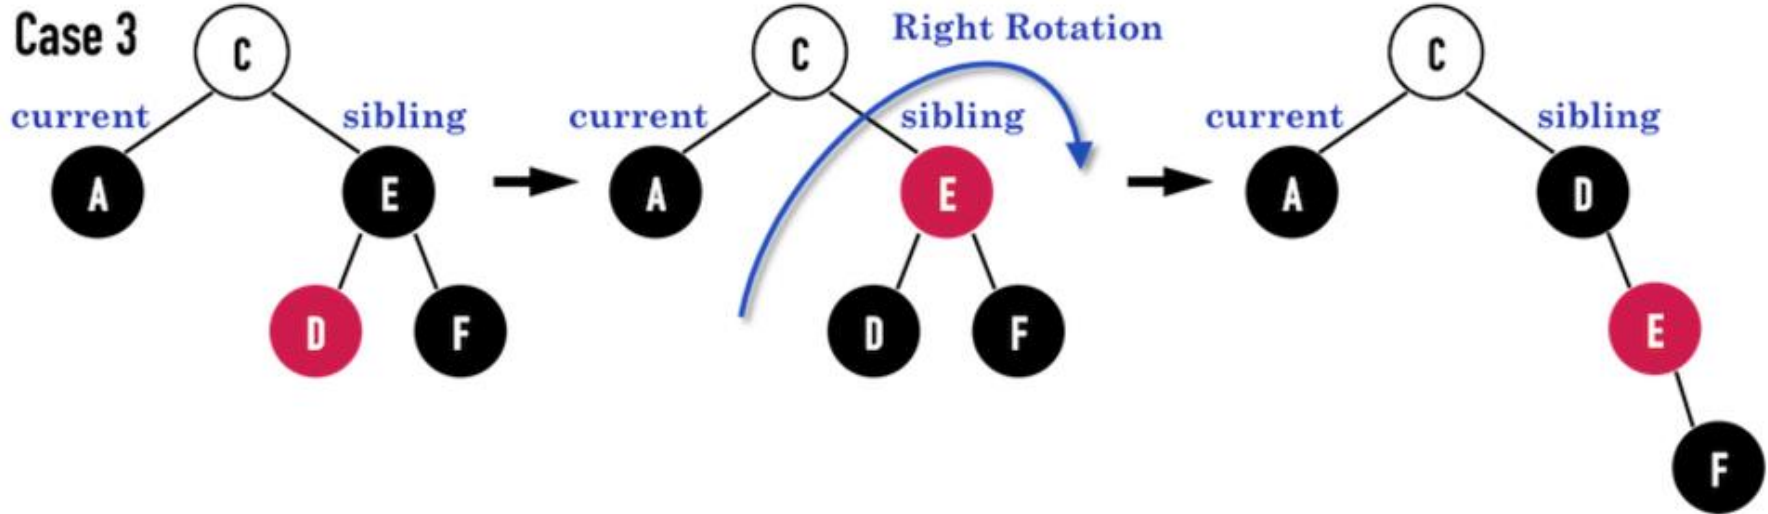 Case 3
C
current
sibling
A
E
D
F
Right Rotation
C
current
sibling
A
E
D
F
C
current
sibling
A
D
E
F